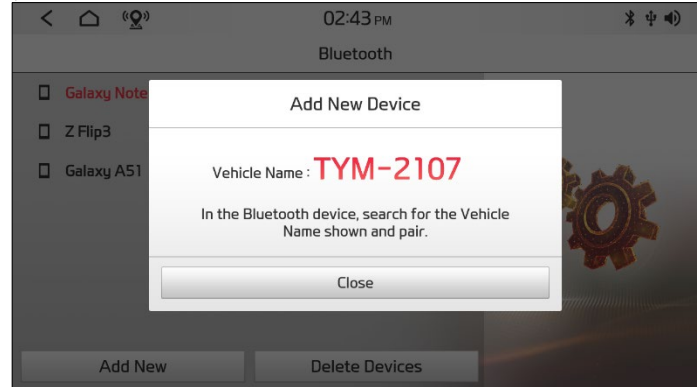 02:43 PM
Bluetooth
Galaxy Note
Z Flip3
Galaxy A51
Add New Device
Vehicle Name : TYM-2107
In the Bluetooth device, search for the Vehicle
Name shown and pair.
Close
Add New
Delete Devices